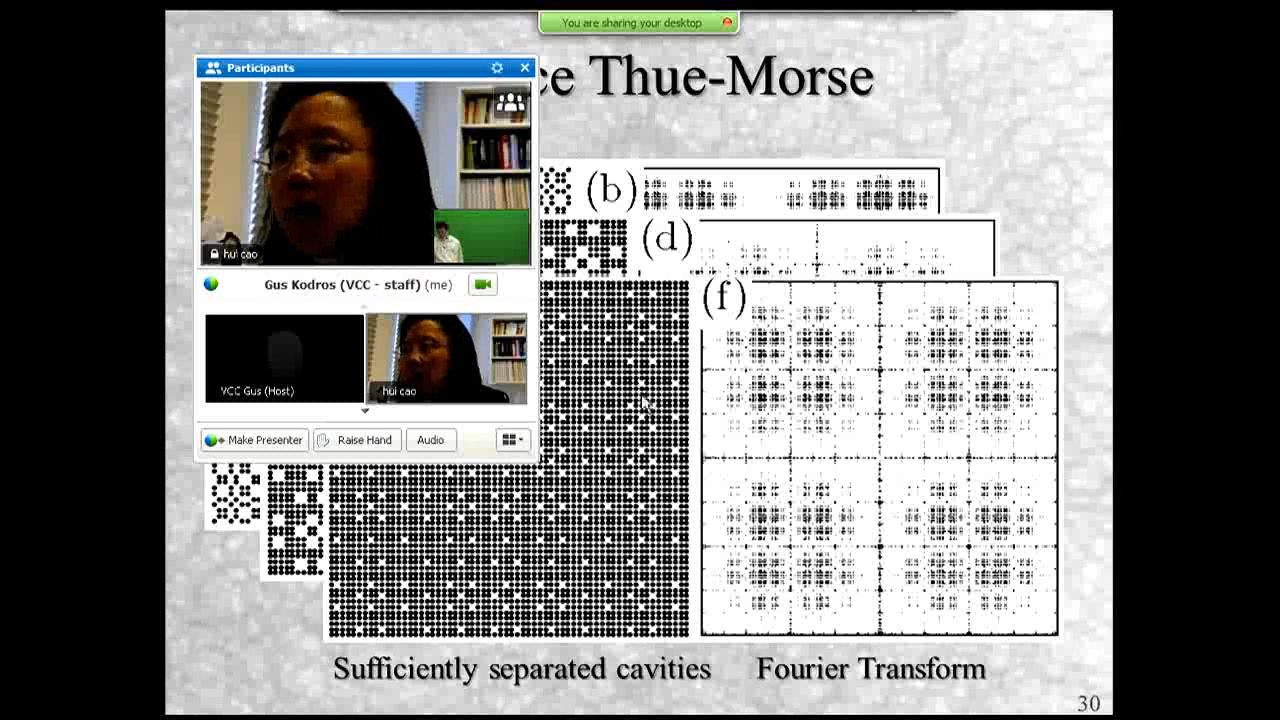 You are sharing your desktop
ce Thue-Morse
Participants
hui cao
Gus Kodros (VCC - staff) (me)
VCC Gus (Host)
hui cao
Make Presenter
Raise Hand
Audio
(b)
(d)
(f)
Sufficiently separated cavities
Fourier Transform
30